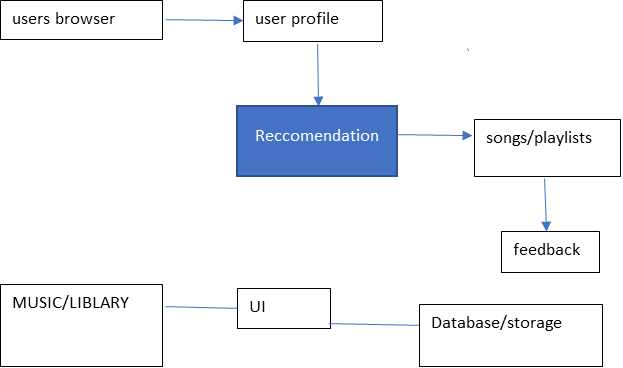 users browser
user profile
Reccomendation
songs/playlists
feedback
MUSIC/LIBLARY
UI
Database/storage